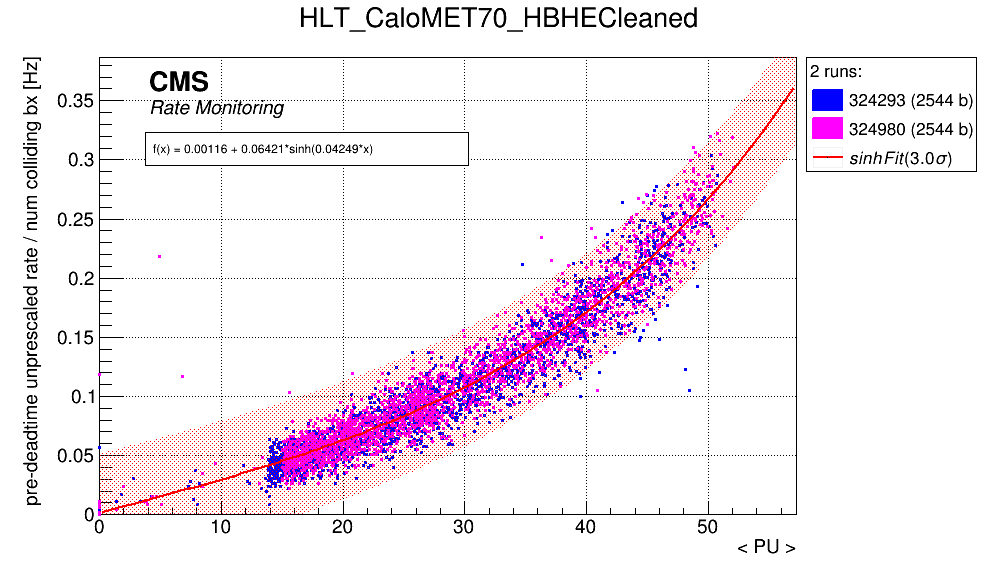 HLT_CaloMET70_HBHECleaned
pre-deadtime unprescaled rate / num colliding bx [Hz]
CMS
Rate Monitoring
f(x) = 0.00116 + 0.06421*sinh(0.04249*x)
2 runs:
324293 (2544 b)
324980 (2544 b)
sinhFit(3.0σ)
0.35
0.3
0.25
0.2
0.15
0.1
0.05
0
0 10 20 30 40 50
< PU >